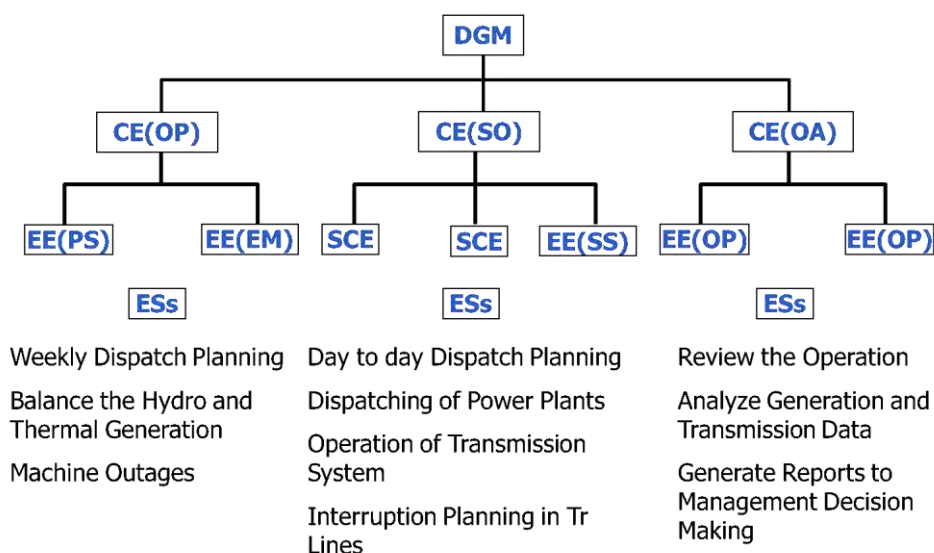 DGM
CE(OP)
CE(SO)
CE(OA)
EE(PS)
EE(EM)
SCE
SCE
EE(SS)
EE(OP)
EE(OP)
ESs
ESs
ESs
Weekly Dispatch Planning
Balance the Hydro and
Thermal Generation
Machine Outages
Day to day Dispatch Planning
Dispatching of Power Plants
Operation of Transmission
System
Interruption Planning in Tr
Lines
Review the Operation
Analyze Generation and
Transmission Data
Generate Reports to
Management Decision
Making